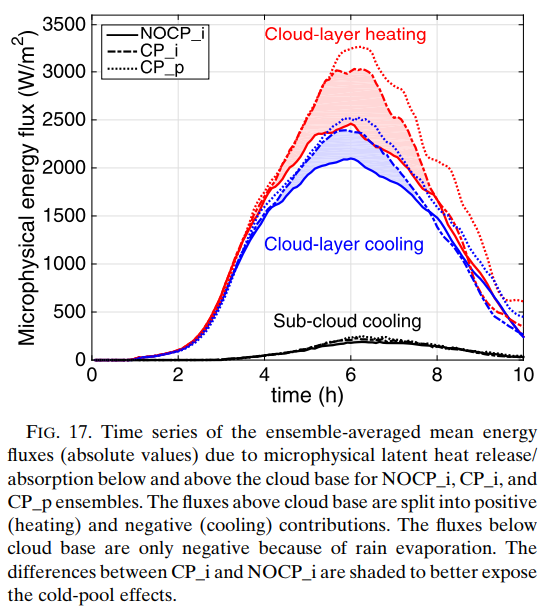 3500
3000
2500
2000
1500
1000
500
0
Microphysical energy flux (W/m²)
NOCP_i
CP_i
CP_p
Cloud-layer heating
Cloud-layer cooling
Sub-cloud cooling
0 2 4 6 8 10
time (h)
FIG. 17. Time series of the ensemble-averaged mean energy
fluxes (absolute values) due to microphysical latent heat release/
absorption below and above the cloud base for NOCP_i, CP_i, and
CP_p ensembles. The fluxes above cloud base are split into positive
(heating) and negative (cooling) contributions. The fluxes below
cloud base are only negative because of rain evaporation. The
differences between CP_i and NOCP_i are shaded to better expose
the cold-pool effects.